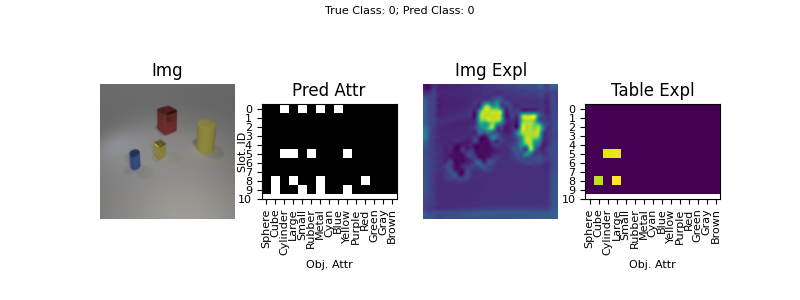 True Class: 0; Pred Class: 0
Img
Pred Attr
Img Expl
Table Expl
Slot. ID
0
1
2
3
4
5
6
7
8
9
10
Sphere
Cube
Cylinder
Large
Small
Rubber
Metal
Cyan
Blue
Yellow
Purple
Red
Green
Gray
Brown
Obj. Attr
0
1
2
3
4
5
6
7
8
9
10
Sphere
Cube
Cylinder
Large
Small
Rubber
Metal
Cyan
Blue
Yellow
Purple
Red
Green
Gray
Brown
Obj. Attr